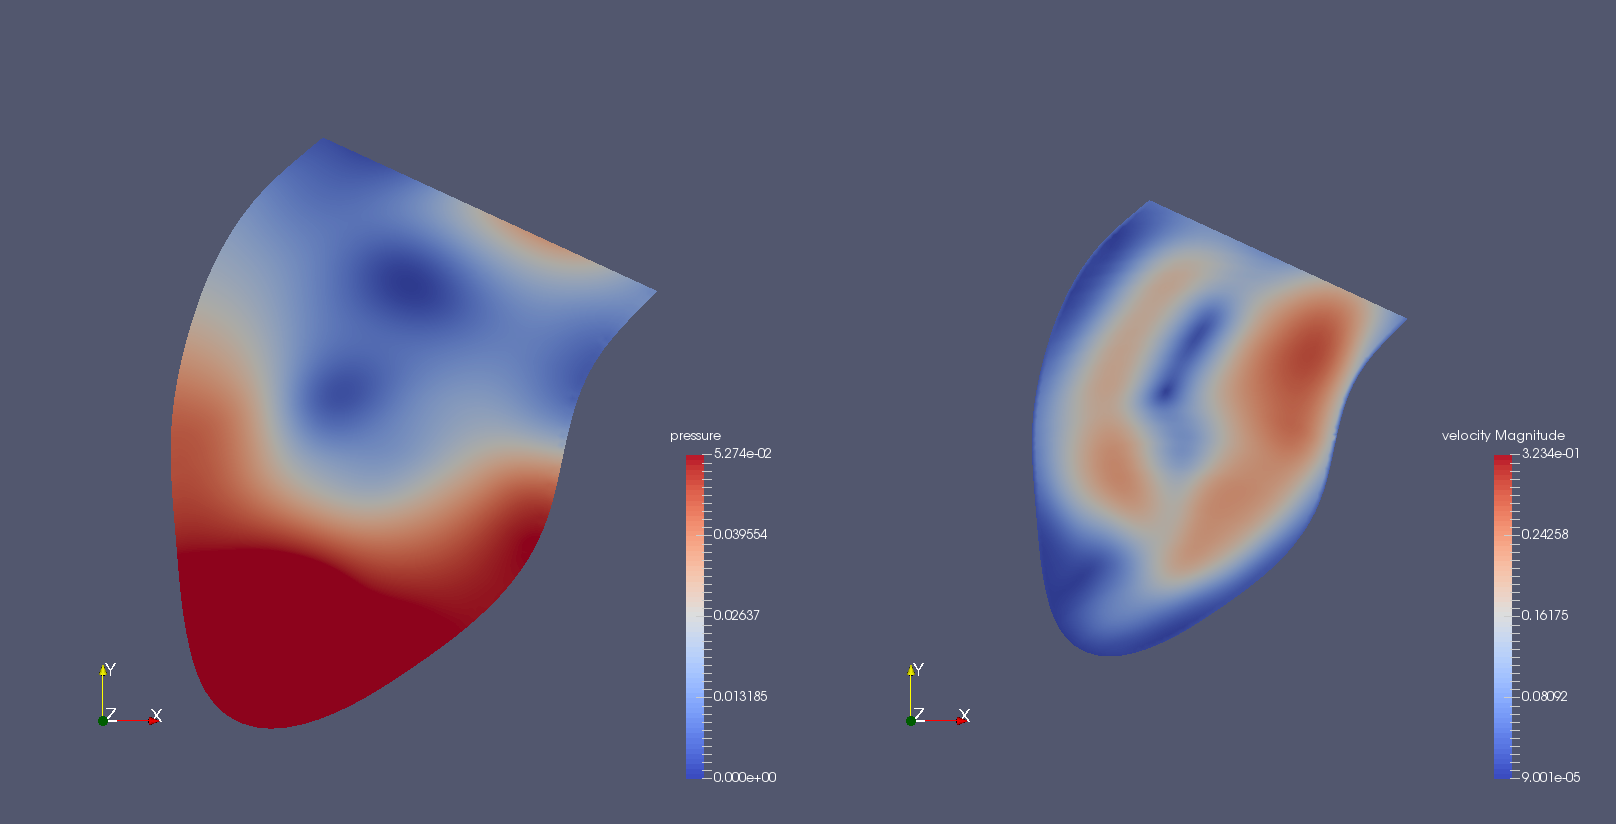 pressure
5.274e-02
0.039554
0.02637
0.013185
0.000e+00
Y
Z
X
velocity Magnitude
3.234e-01
0.24258
0.16175
0.08092
9.001e-05
Y
Z
X